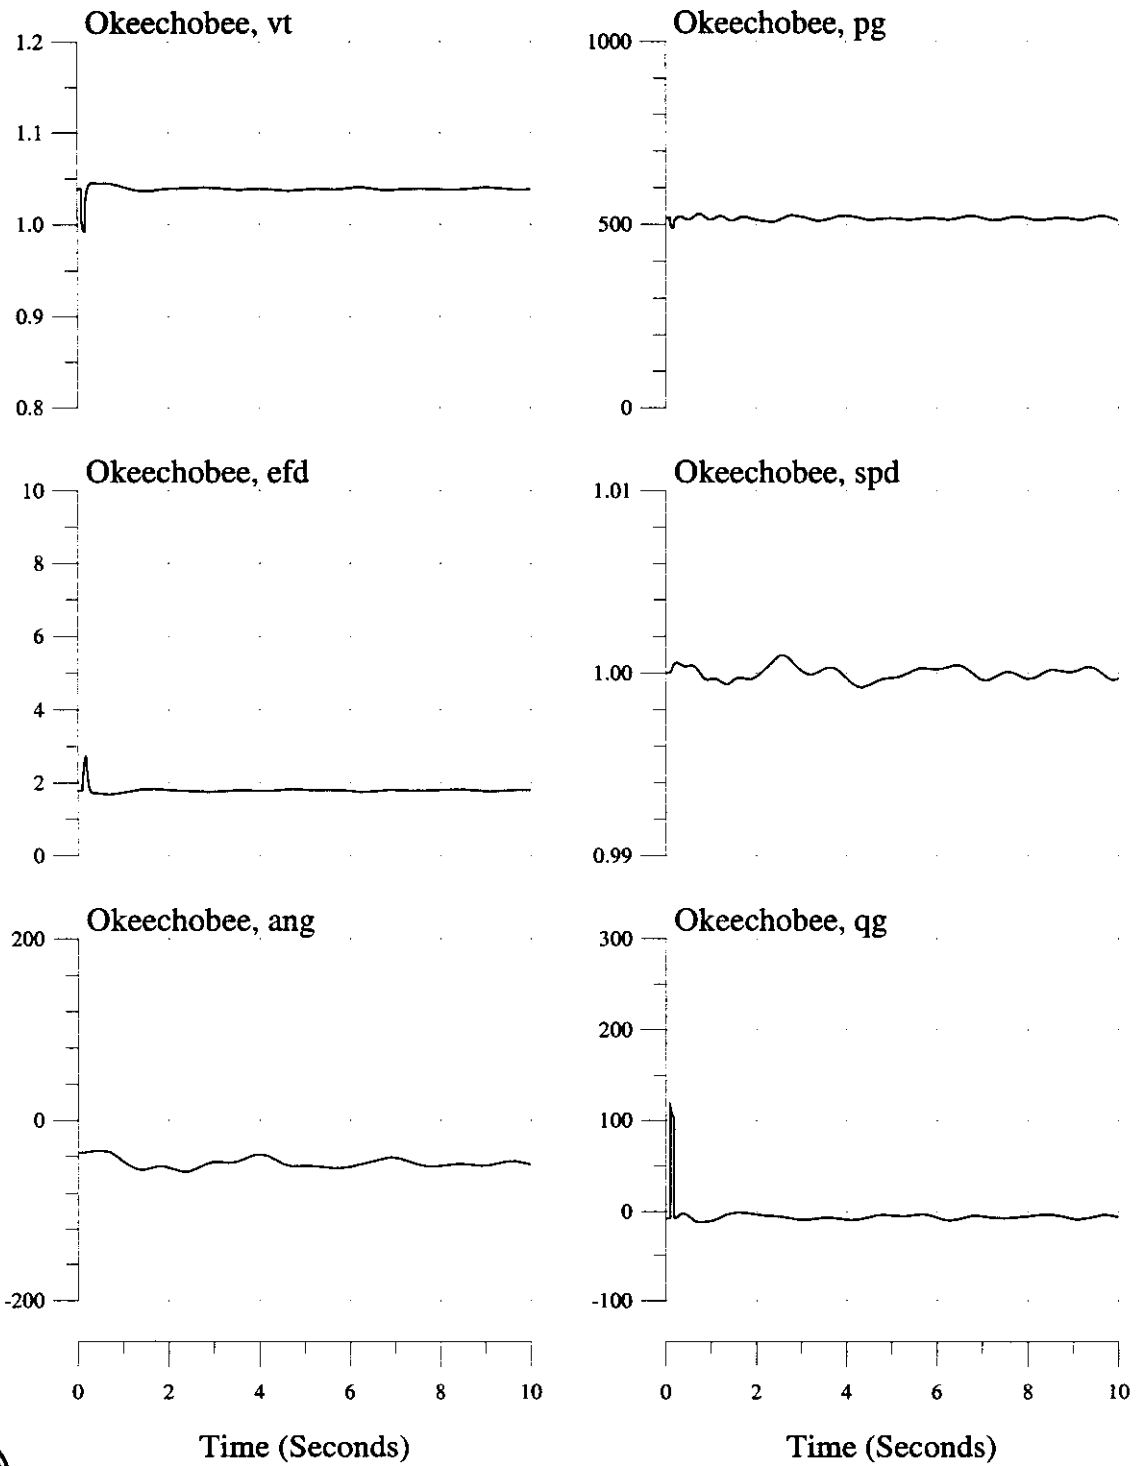 Okeechobee, vt
1.2
1.1
1.0
0.9
0.8
Okeechobee, pg
1000
500
0
Okeechobee, efd
10
8
6
4
2
0
Okeechobee, spd
1.01
1.00
0.99
Okeechobee, ang
200
0
-200
Okeechobee, qg
300
200
100
0
-100
0 2 4 6 8 10
Time (Seconds)
0 2 4 6 8 10
Time (Seconds)